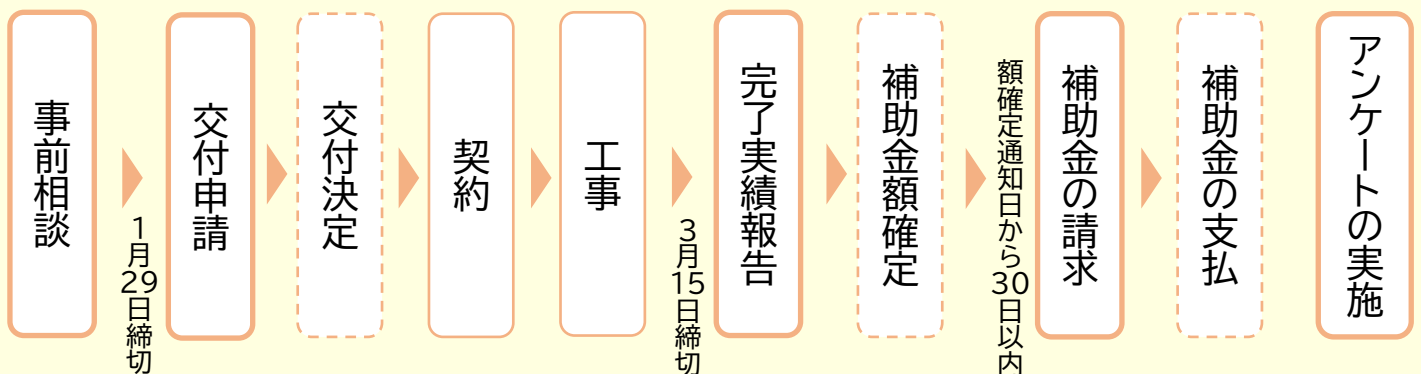 事前相談
1月29日締切
交付申請
交付決定
契約
工事
3月15日締切
完了実績報告
補助金額確定
額確定通知日から30日以内
補助金の請求
補助金の支払
アンケートの実施